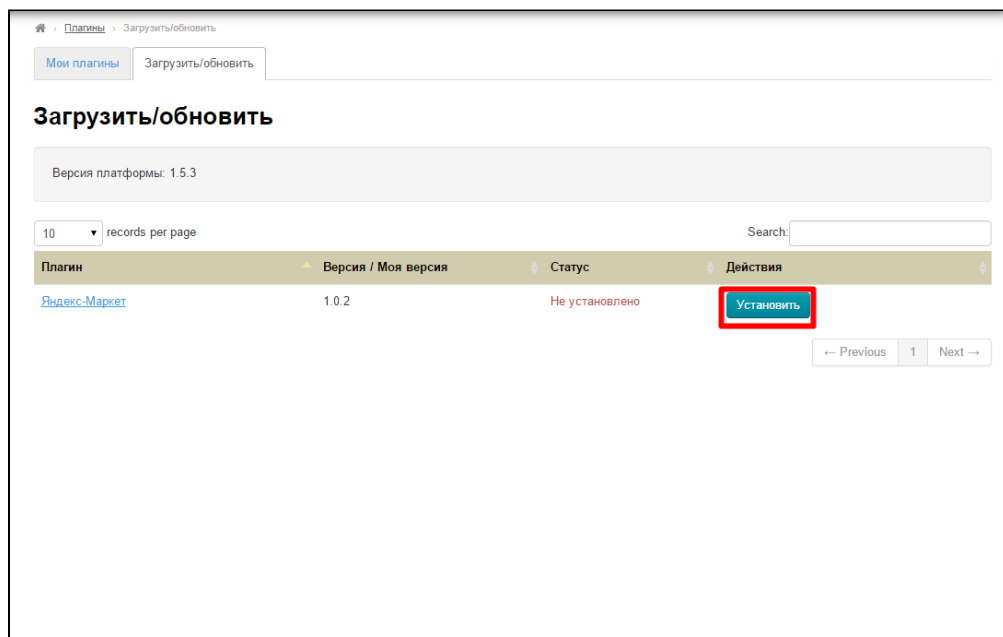 › Плагины › Загрузить/обновить
Мои плагины Загрузить/обновить
Загрузить/обновить
Версия платформы: 1.5.3
10 records per page Search:
Плагин Версия / Моя версия Статус Действия
Яндекс-Маркет 1.0.2 Не установлено Установить
← Previous 1 Next →